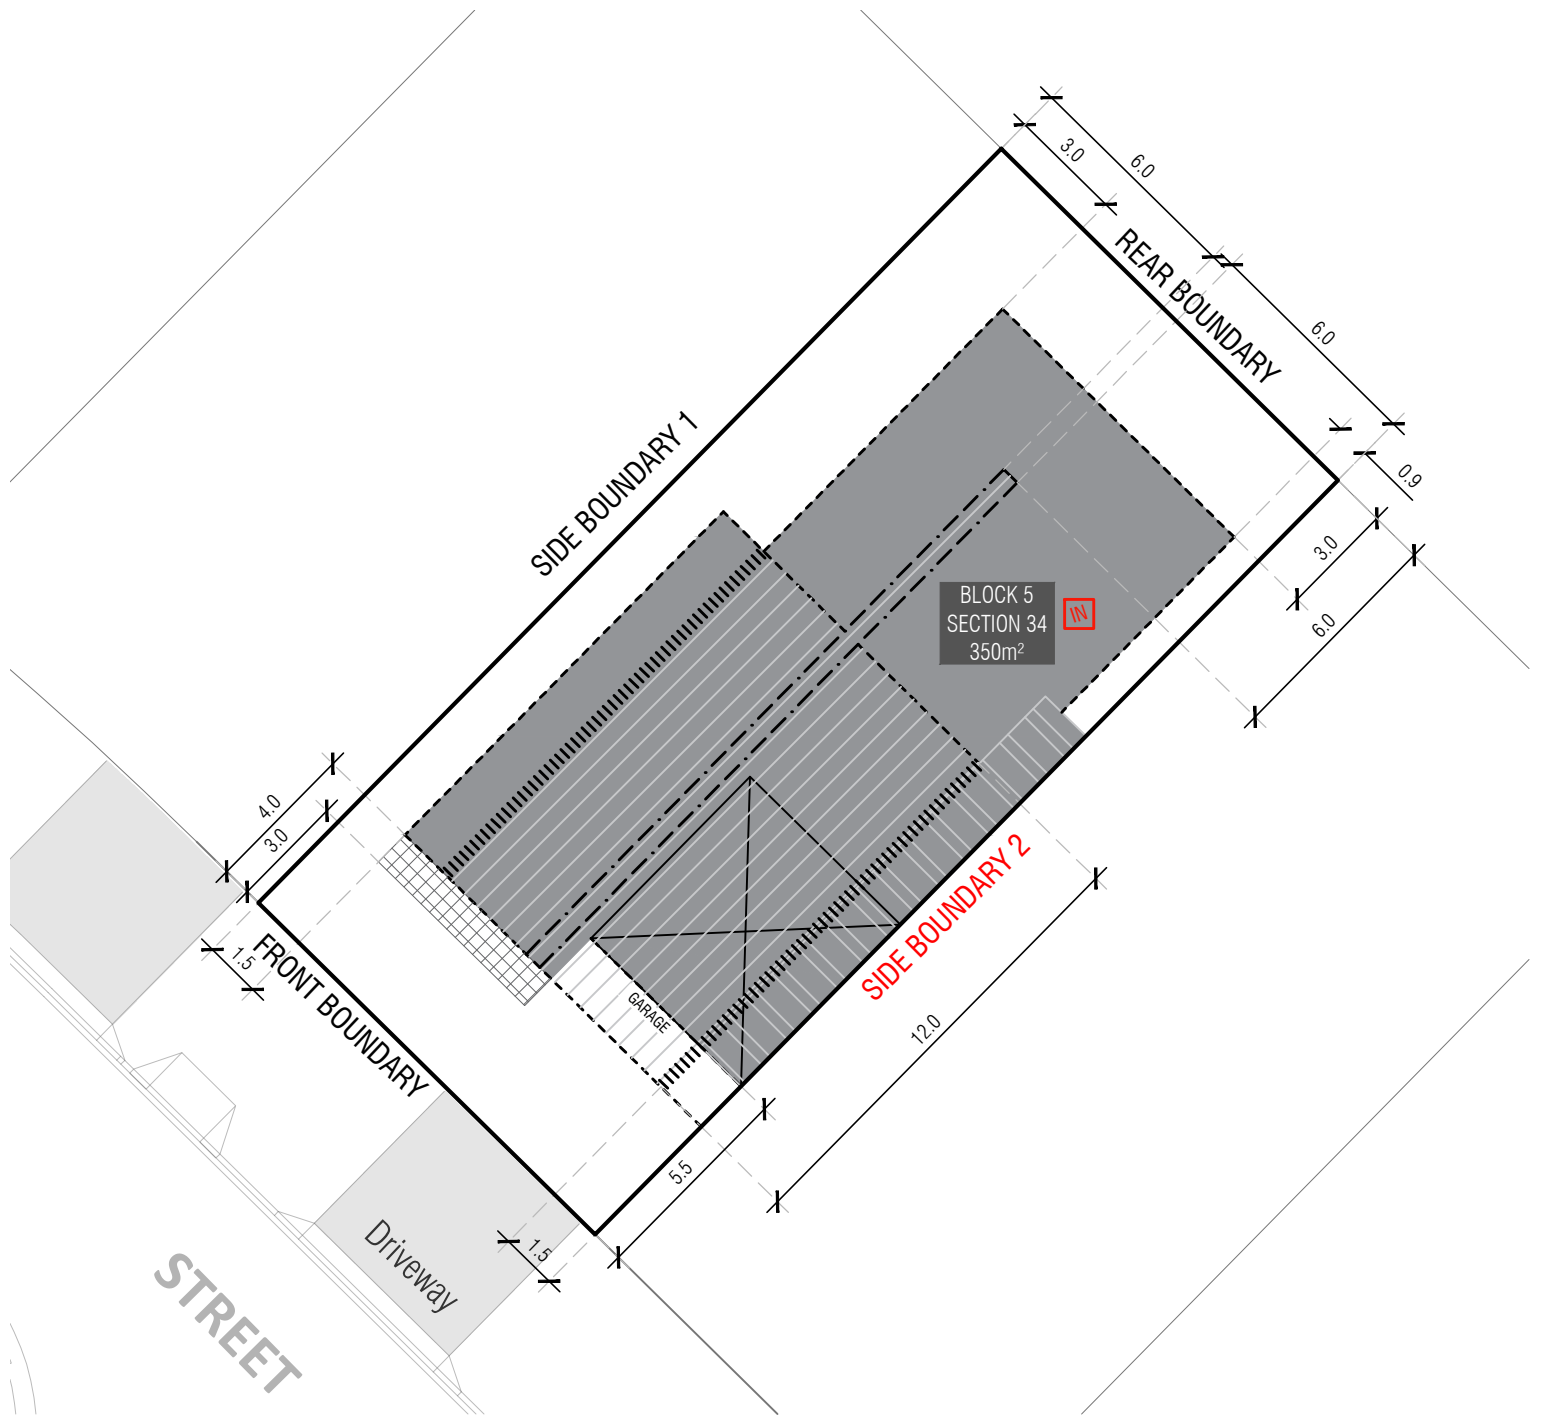 6.0
3.0
REAR BOUNDARY
6.0
0.9
3.0
6.0
SIDE BOUNDARY 1
BLOCK 5
SECTION 34
350m²
IN
4.0
3.0
1.5
FRONT BOUNDARY
GARAGE
SIDE BOUNDARY 2
12.0
5.5
1.5
Driveway
STREET